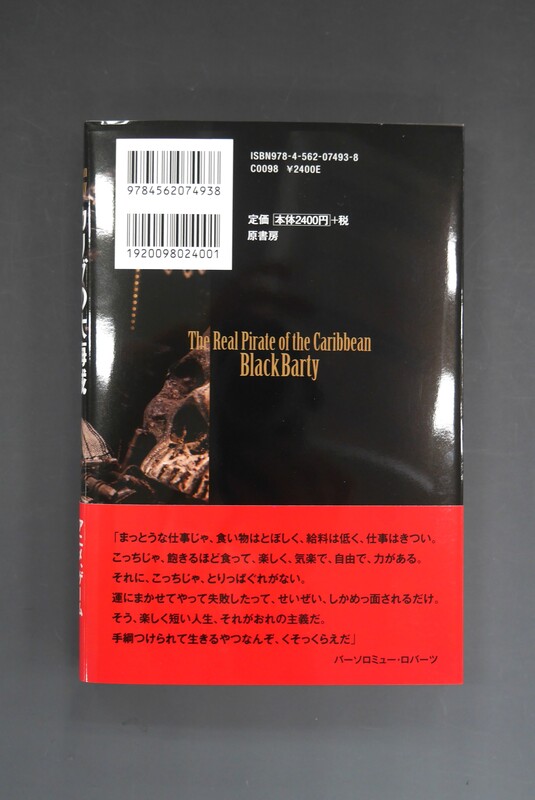 ISBN978-4-562-07493-8
C0098 ¥2400E
9784562074938
1920098024001
定価 本体2400円+税
原書房
The Real Pirate of the Caribbean
Black Barty
「まっとうな仕事じゃ、食い物はとぼしく、給料は低く、仕事はきつい。
こっちじゃ、飽きるほど食って、楽しく、気楽で、自由で、力がある。
それに、こっちじゃ、とりっぱぐれがない。
運にまかせてやって失敗したって、せいぜい、しかめっ面されるだけ。
そう、楽しく短い人生、それがおれの主義だ。
手綱つけられて生きるやつなんぞ、くそっくらえだ」
バーソロミュー・ロバーツ